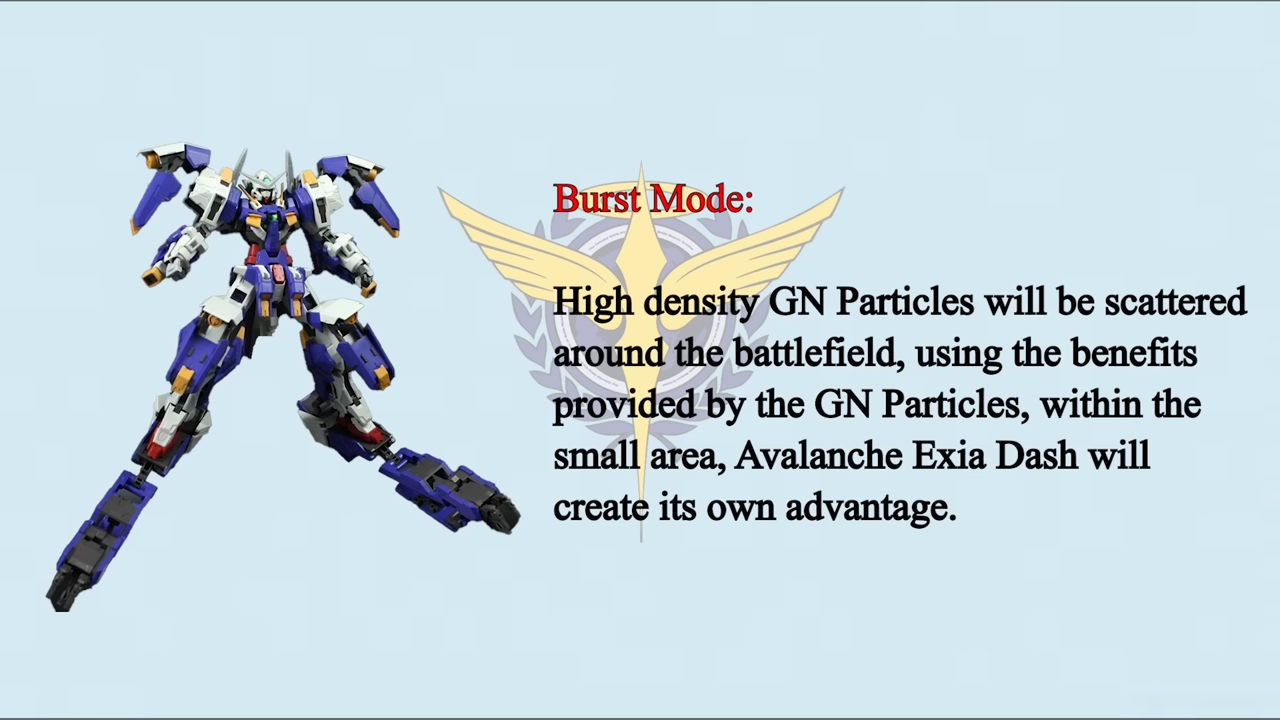 Burst Mode:
High density GN Particles will be scattered
around the battlefield, using the benefits
provided by the GN Particles, within the
small area, Avalanche Exia Dash will
create its own advantage.